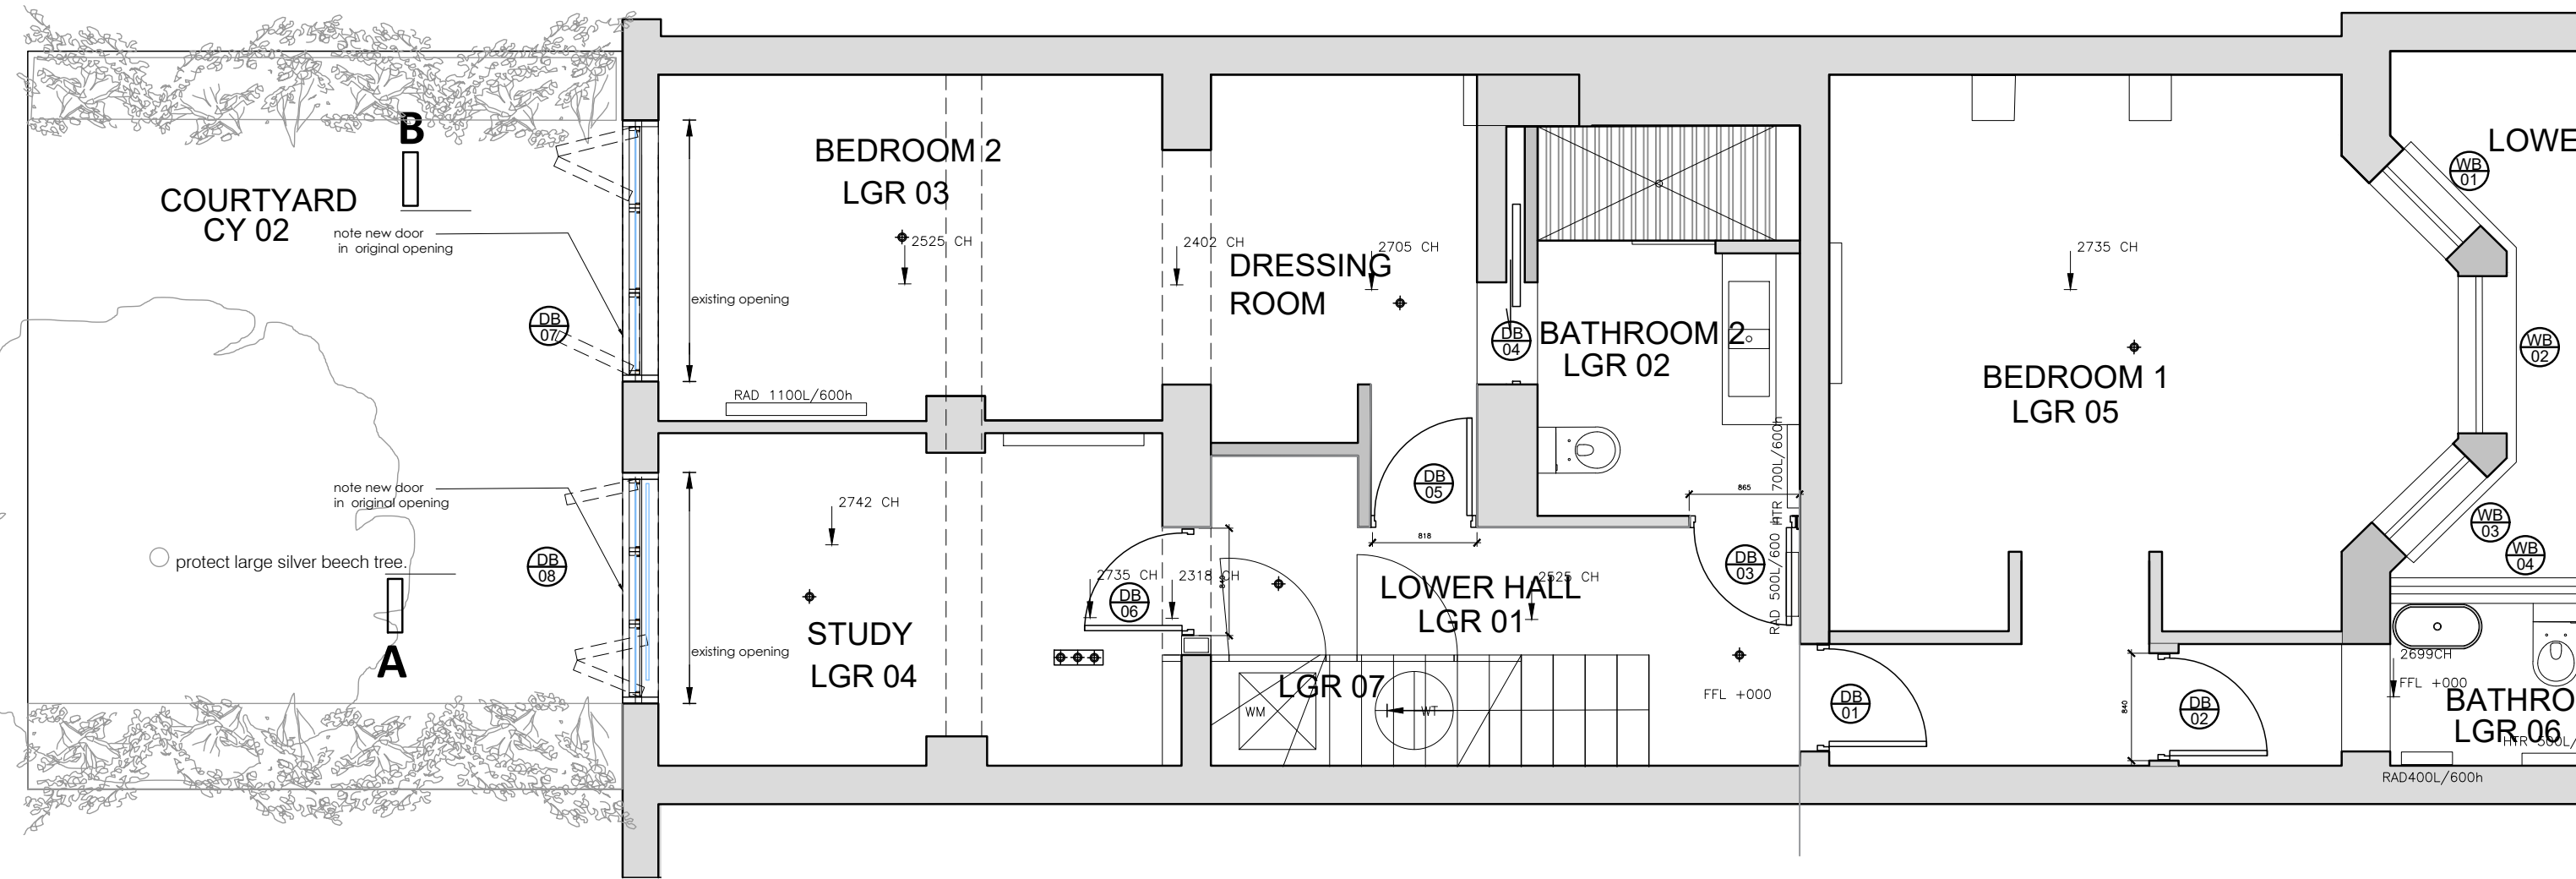 B
COURTYARD
CY 02
note new door
in original opening
DB
07
note new door
in original opening
protect large silver beech tree.
DB
08
A
BEDROOM 2
LGR 03
2525 CH
existing opening
RAD 1100L/600h
2742 CH
existing opening
STUDY
LGR 04
2402 CH
DRESSING
ROOM
2705 CH
2735 CH
DB
06
2318 CH
DB
05
818
LOWER HALL
LGR 01
2525 CH
LGR 07
WM
WT
DB
04
BATHROOM 2
LGR 02
865
DB
03
RAD 500L/600 HTR 700L/600h
FFL +000
DB
01
2735 CH
BEDROOM 1
LGR 05
840
DB
02
LOWE
WB
01
WB
02
WB
03
WB
04
2699CH
FFL +000
BATHRO
LGR 06
HTR 500L/
RAD400L/600h